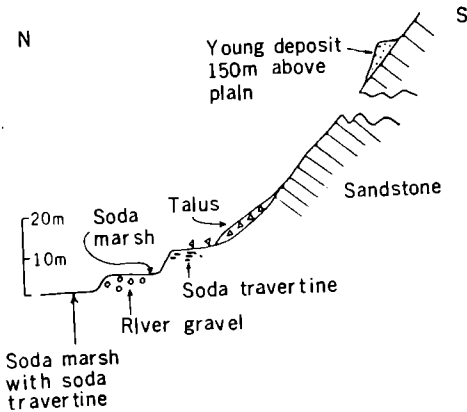 N
S
Young deposit
150m above
plain
Sandstone
Talus
Soda
marsh
20m
10m
Soda travertine
River gravel
Soda marsh
with soda
travertine